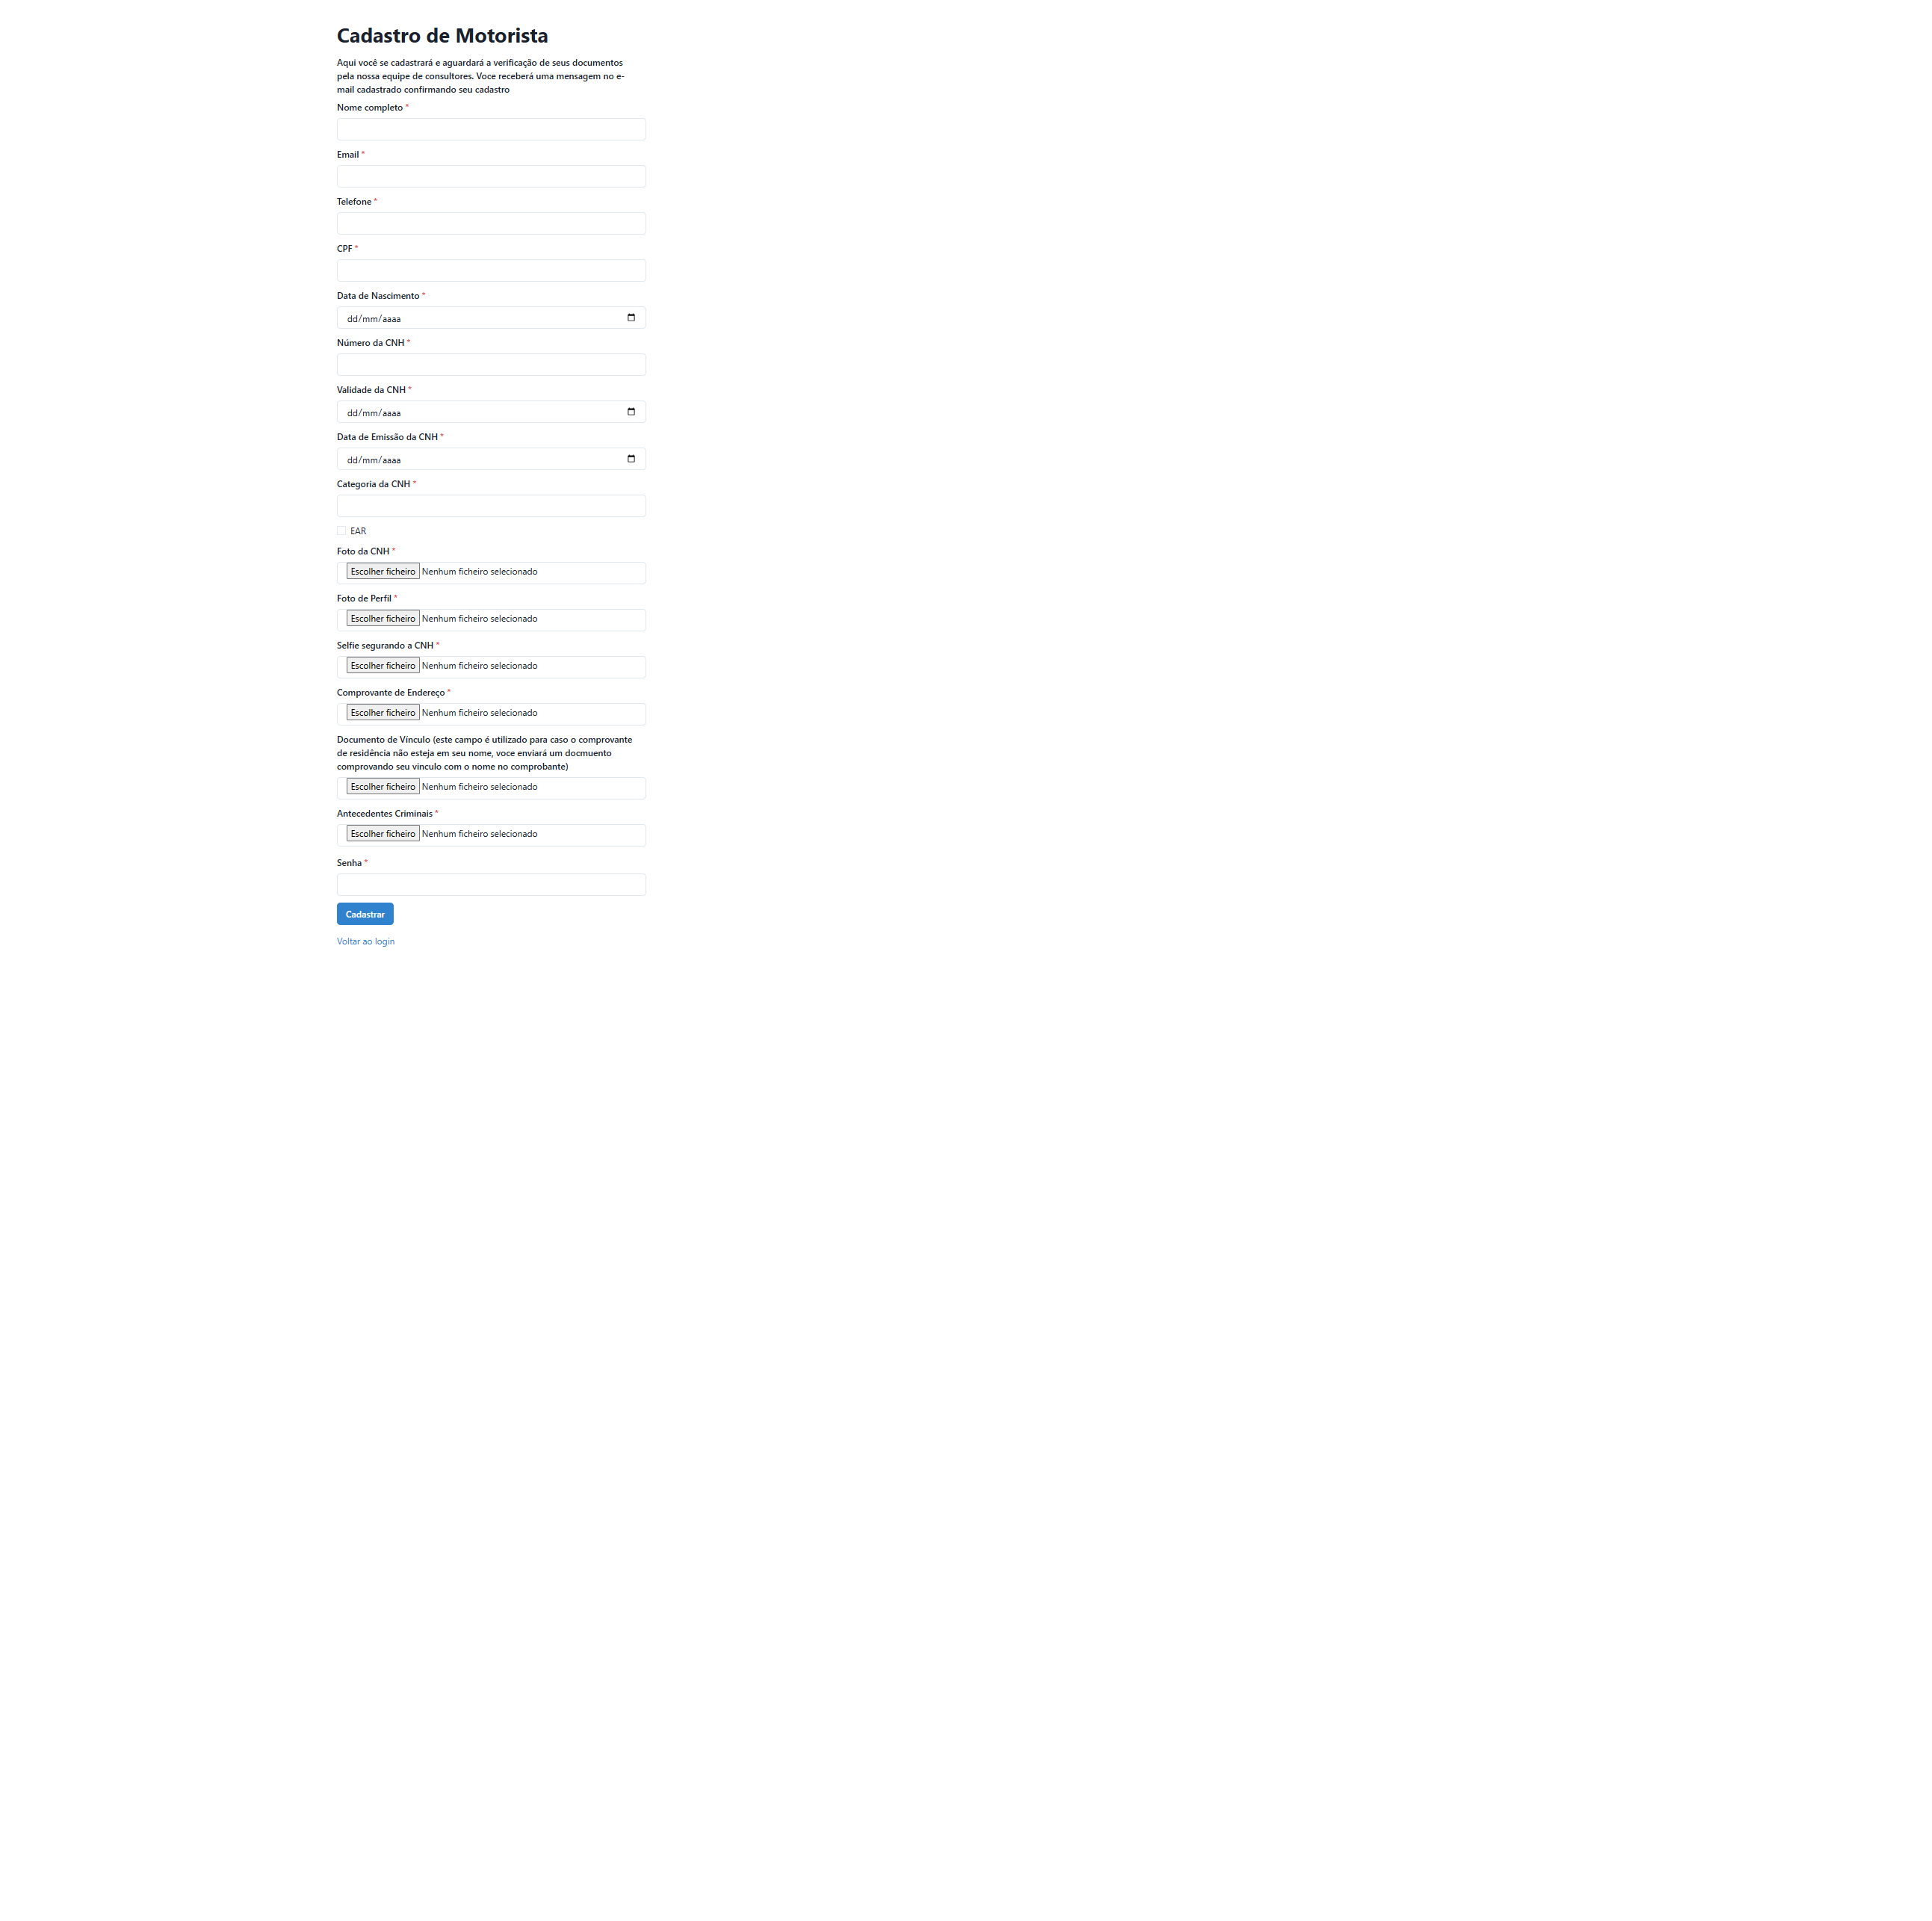 Cadastro de Motorista
Aqui você se cadastrará e aguardará a verificação de seus documentos
pela nossa equipe de consultores. Voce receberá uma mensagem no e-
mail cadastrado confirmando seu cadastro
Nome completo *
Email *
Telefone *
CPF *
Data de Nascimento *
dd/mm/aaaa
Número da CNH *
Validade da CNH *
dd/mm/aaaa
Data de Emissão da CNH *
dd/mm/aaaa
Categoria da CNH *
EAR
Foto da CNH *
Escolher ficheiro Nenhum ficheiro selecionado
Foto de Perfil *
Escolher ficheiro Nenhum ficheiro selecionado
Selfie segurando a CNH *
Escolher ficheiro Nenhum ficheiro selecionado
Comprovante de Endereço *
Escolher ficheiro Nenhum ficheiro selecionado
Documento de Vínculo (este campo é utilizado para caso o comprovante
de residência não esteja em seu nome, voce enviará um docmuento
comprovando seu vinculo com o nome no comprobante)
Escolher ficheiro Nenhum ficheiro selecionado
Antecedentes Criminais *
Escolher ficheiro Nenhum ficheiro selecionado
Senha *
Cadastrar
Voltar ao login